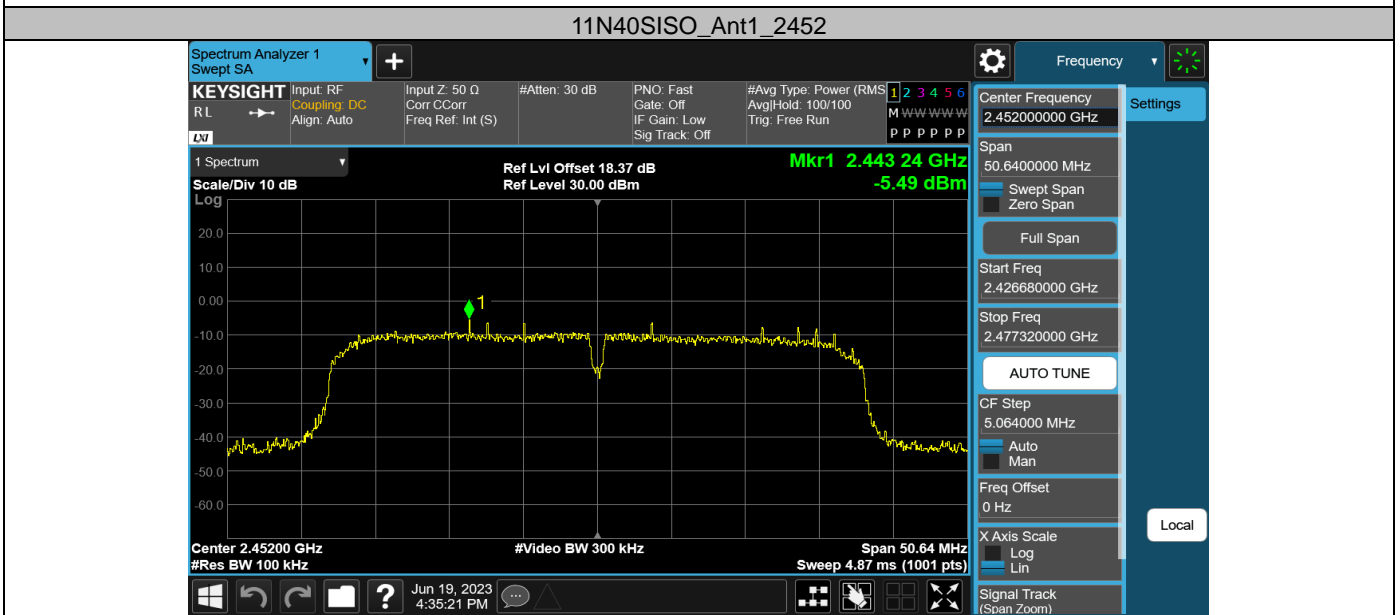 11N40SISO_Ant1_2452
Spectrum Analyzer 1
Swept SA
Frequency
KEYSIGHT
R L
LXI
Input: RF
Coupling: DC
Align: Auto
Input Z: 50 Ω
Corr CCorr
Freq Ref: Int (S)
#Atten: 30 dB
PNO: Fast
Gate: Off
IF Gain: Low
Sig Track: Off
#Avg Type: Power (RMS
Avg|Hold: 100/100
Trig: Free Run
1 2 3 4 5 6
M W W W W W
P P P P P P
Center Frequency
2.452000000 GHz
Settings
1 Spectrum
Scale/Div 10 dB
Ref Lvl Offset 18.37 dB
Ref Level 30.00 dBm
Mkr1 2.443 24 GHz
-5.49 dBm
Log
20.0
10.0
0.00
-10.0
-20.0
-30.0
-40.0
-50.0
-60.0
1
Center 2.45200 GHz
#Res BW 100 kHz
#Video BW 300 kHz
Span 50.64 MHz
Sweep 4.87 ms (1001 pts)
Span
50.6400000 MHz
Swept Span
Zero Span
Full Span
Start Freq
2.426680000 GHz
Stop Freq
2.477320000 GHz
AUTO TUNE
CF Step
5.064000 MHz
Auto
Man
Freq Offset
0 Hz
X Axis Scale
Log
Lin
Signal Track
(Span Zoom)
Local
?
Jun 19, 2023
4:35:21 PM